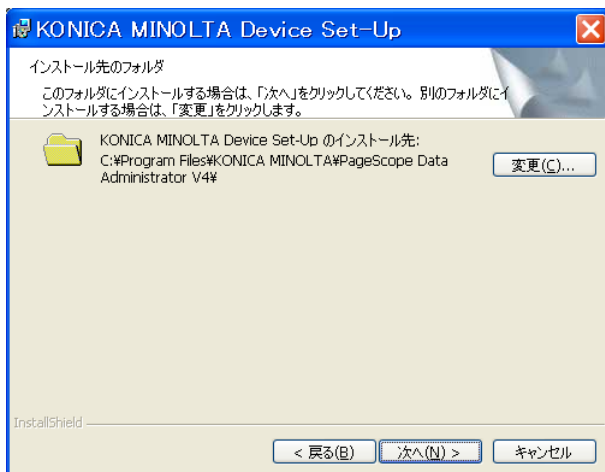 KONICA MINOLTA Device Set-Up
インストール先のフォルダ
このフォルダにインストールする場合は、「次へ」をクリックしてください。別のフォルダにイ
ンストールする場合は、「変更」をクリックします。
KONICA MINOLTA Device Set-Up のインストール先:
C:¥Program Files¥KONICA MINOLTA¥PageScope Data
Administrator V4¥
変更(C)...
InstallShield
< 戻る(B)
次へ(N) >
キャンセル